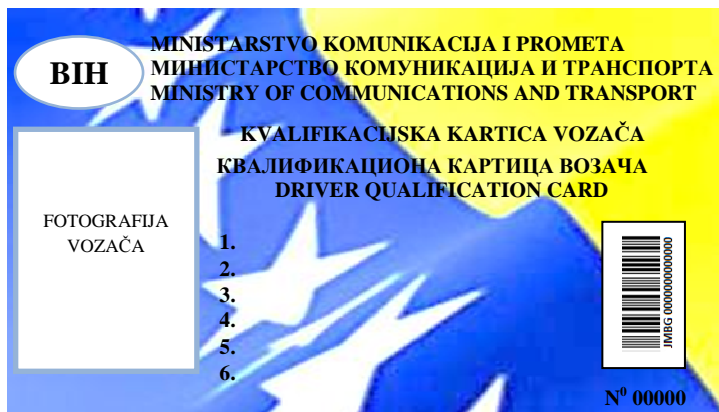 BIH
MINISTARSTVO KOMUNIKACIJA I PROMETA
МИНИСТАРСТВО КОМУНИКАЦИЈА И ТРАНСПОРТА
MINISTRY OF COMMUNICATIONS AND TRANSPORT
KVALIFIKACIJSKA KARTICA VOZAČA
КВАЛИФИКАЦИОНА КАРТИЦА ВОЗАЧА
DRIVER QUALIFICATION CARD
FOTOGRAFIJA
VOZAČA
1.
2.
3.
4.
5.
6.
JMBG 0000000000000
N⁰ 00000